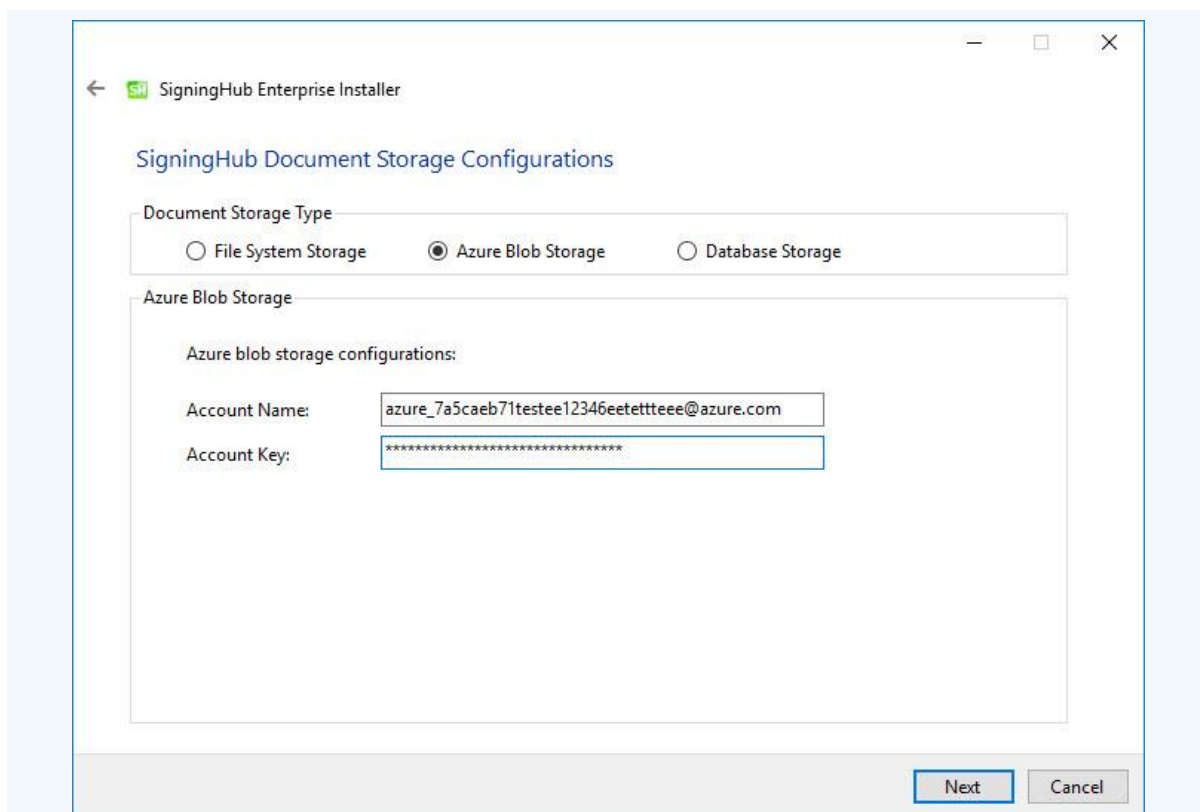 SH SigningHub Enterprise Installer
SigningHub Document Storage Configurations
Document Storage Type
File System Storage Azure Blob Storage Database Storage
Azure Blob Storage
Azure blob storage configurations:
Account Name: azure_7a5caeb71testee12346eetettteee@azure.com
Account Key: ********************************
Next Cancel